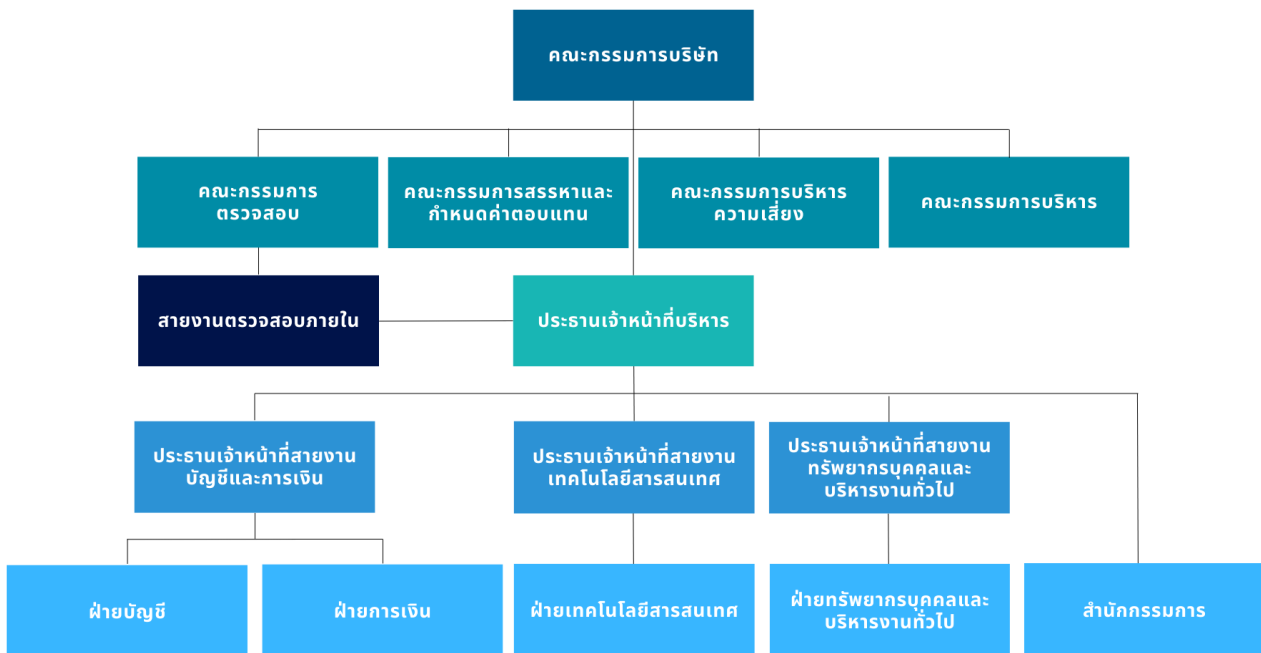 คณะกรรมการบริษัท
คณะกรรมการ
ตรวจสอบ
คณะกรรมการสรรหาและ
กำหนดค่าตอบแทน
คณะกรรมการบริหาร
ความเสี่ยง
คณะกรรมการบริหาร
สายงานตรวจสอบภายใน
ประธานเจ้าหน้าที่บริหาร
ประธานเจ้าหน้าที่สายงาน
บัญชีและการเงิน
ประธานเจ้าหน้าที่สายงาน
เทคโนโลยีสารสนเทศ
ประธานเจ้าหน้าที่สายงาน
ทรัพยากรบุคคลและ
บริหารงานทั่วไป
ฝ่ายบัญชี
ฝ่ายการเงิน
ฝ่ายเทคโนโลยีสารสนเทศ
ฝ่ายทรัพยากรบุคคลและ
บริหารงานทั่วไป
สำนักกรรมการ